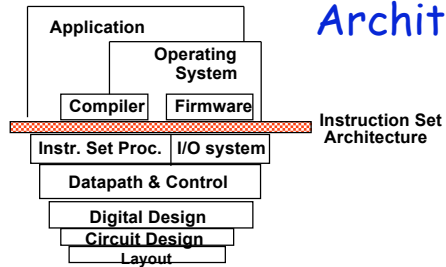 Archit
Application
Operating
System
Compiler
Firmware
Instruction Set
Architecture
Instr. Set Proc.
I/O system
Datapath & Control
Digital Design
Circuit Design
Layout